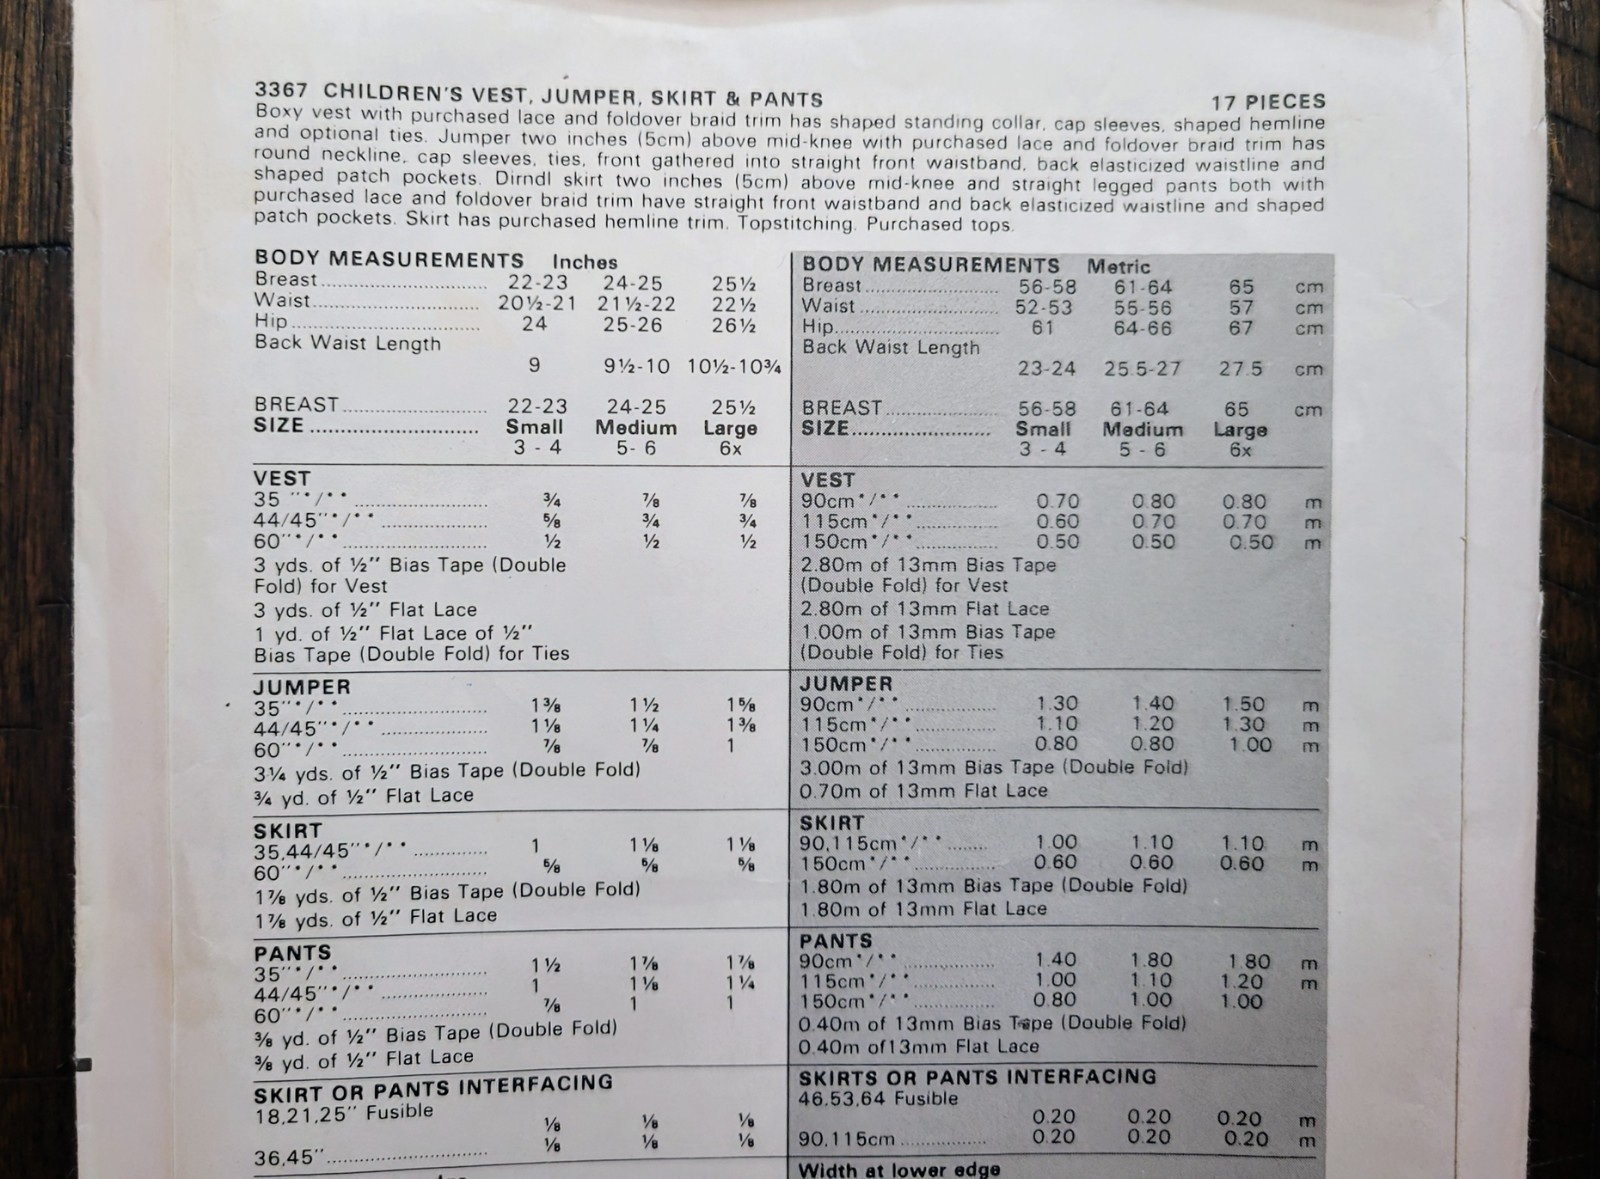 3367 CHILDREN'S VEST, JUMPER, SKIRT & PANTS 17 PIECES
Boxy vest with purchased lace and foldover braid trim has shaped standing collar, cap sleeves, shaped hemline
and optional ties. Jumper two inches (5cm) above mid-knee with purchased lace and foldover braid trim has
round neckline, cap sleeves, ties, front gathered into straight front waistband, back elasticized waistline and
shaped patch pockets. Dirndl skirt two inches (5cm) above mid-knee and straight legged pants both with
purchased lace and foldover braid trim have straight front waistband and back elasticized waistline and shaped
patch pockets. Skirt has purchased hemline trim. Topstitching. Purchased tops.
BODY MEASUREMENTS Inches
Breast 22-23 24-25 25½
Waist 20½-21 21½-22 22½
Hip 24 25-26 26½
Back Waist Length
9 9½-10 10½-10¾
BREAST 22-23 24-25 25½
SIZE Small Medium Large
3 - 4 5- 6 6x
VEST
35 "*/** ¾ ⅞ ⅞
44/45"*/** ⅝ ¾ ¾
60"*/** ½ ½ ½
3 yds. of ½" Bias Tape (Double
Fold) for Vest
3 yds. of ½" Flat Lace
1 yd. of ½" Flat Lace of ½"
Bias Tape (Double Fold) for Ties
JUMPER
35"*/** 1⅜ 1½ 1⅝
44/45"*/** 1⅛ 1¼ 1⅜
60"*/** ⅞ ⅞ 1
3¼ yds. of ½" Bias Tape (Double Fold)
¾ yd. of ½" Flat Lace
SKIRT
35,44/45"*/** 1 1⅛ 1⅛
60"*/** ⅝ ⅝ ⅝
1⅞ yds. of ½" Bias Tape (Double Fold)
1⅞ yds. of ½" Flat Lace
PANTS
35"*/** 1½ 1⅞ 1⅞
44/45"*/** 1 1⅛ 1¼
60"*/** ⅞ 1 1
⅜ yd. of ½" Bias Tape (Double Fold)
⅜ yd. of ½" Flat Lace
SKIRT OR PANTS INTERFACING
18,21,25" Fusible
⅛ ⅛ ⅛
36,45" ⅛ ⅛ ⅛
BODY MEASUREMENTS Metric
Breast 56-58 61-64 65 cm
Waist 52-53 55-56 57 cm
Hip 61 64-66 67 cm
Back Waist Length
23-24 25.5-27 27.5 cm
BREAST 56-58 61-64 65 cm
SIZE Small Medium Large
3 - 4 5 - 6 6x
VEST
90cm*/** 0.70 0.80 0.80 m
115cm*/** 0.60 0.70 0.70 m
150cm*/** 0.50 0.50 0.50 m
2.80m of 13mm Bias Tape
(Double Fold) for Vest
2.80m of 13mm Flat Lace
1.00m of 13mm Bias Tape
(Double Fold) for Ties
JUMPER
90cm*/** 1.30 1.40 1.50 m
115cm*/** 1.10 1.20 1.30 m
150cm*/** 0.80 0.80 1.00 m
3.00m of 13mm Bias Tape (Double Fold)
0.70m of 13mm Flat Lace
SKIRT
90,115cm*/** 1.00 1.10 1.10 m
150cm*/** 0.60 0.60 0.60 m
1.80m of 13mm Bias Tape (Double Fold)
1.80m of 13mm Flat Lace
PANTS
90cm*/** 1.40 1.80 1.80 m
115cm*/** 1.00 1.10 1.20 m
150cm*/** 0.80 1.00 1.00
0.40m of 13mm Bias Tape (Double Fold)
0.40m of13mm Flat Lace
SKIRTS OR PANTS INTERFACING
46,53,64 Fusible
0.20 0.20 0.20 m
90,115cm 0.20 0.20 0.20 m
Width at lower edge